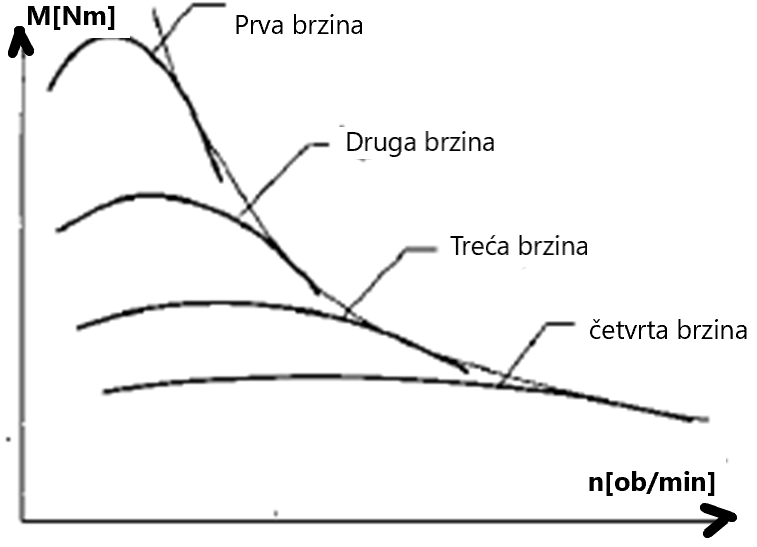 M[Nm]
Prva brzina
Druga brzina
Treća brzina
četvrta brzina
n[ob/min]